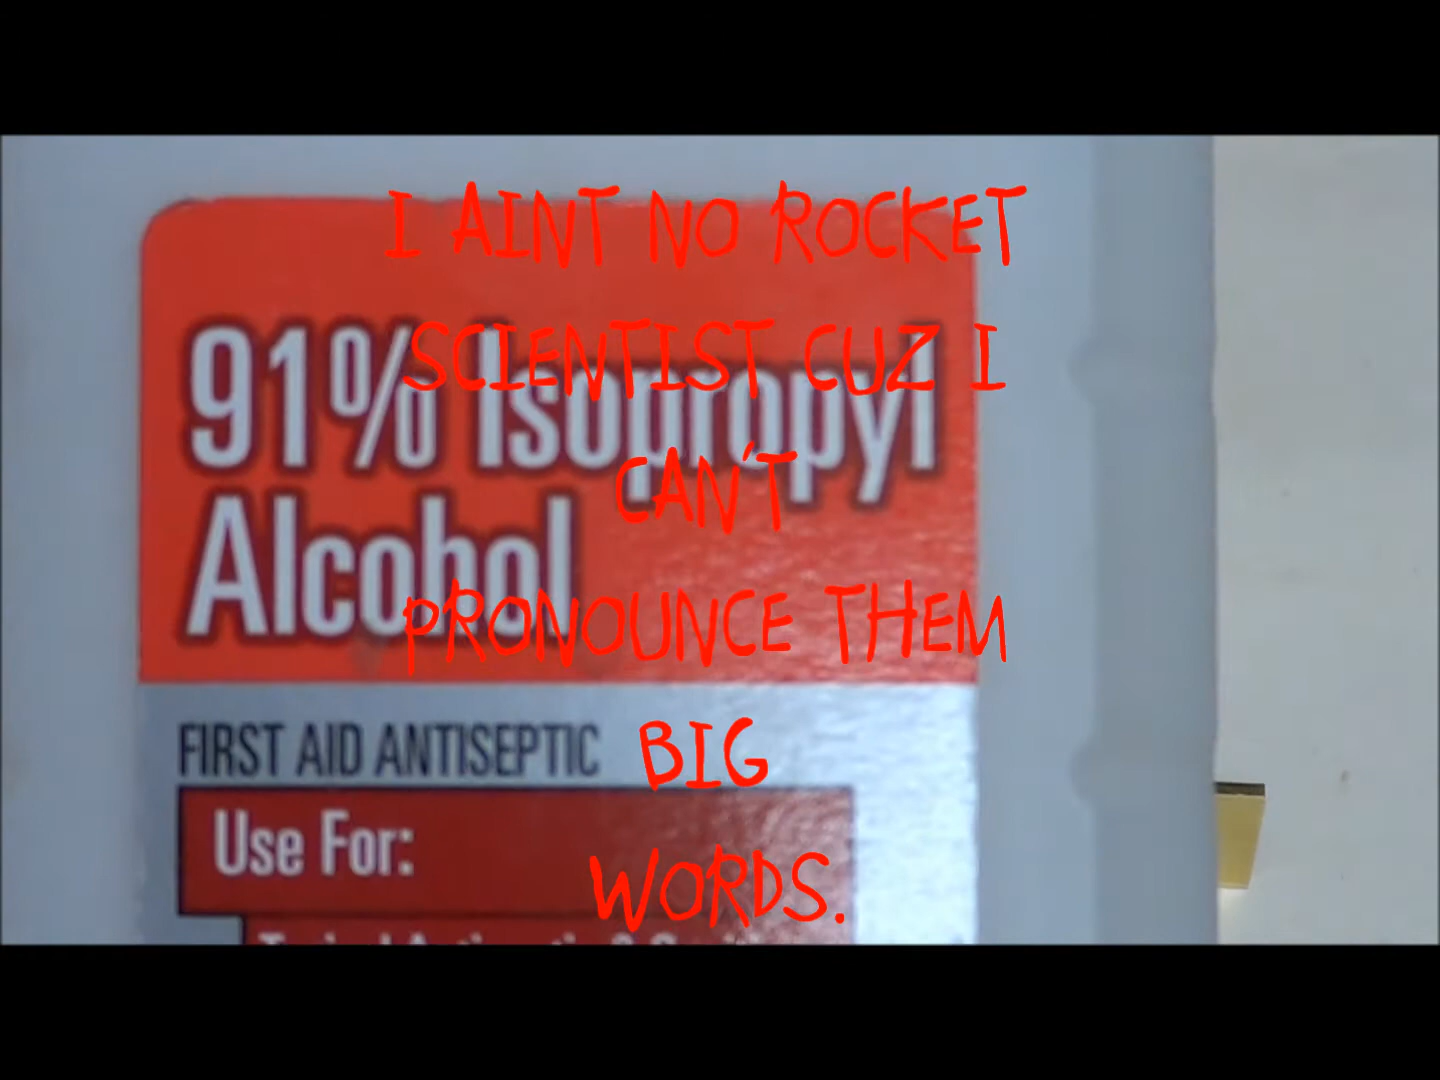 I AINT NO ROCKET
SCIENTIST CUZ I
CAN'T
PRONOUNCE THEM
BIG
WORDS.
91% Isopropyl
Alcohol
FIRST AID ANTISEPTIC
Use For: